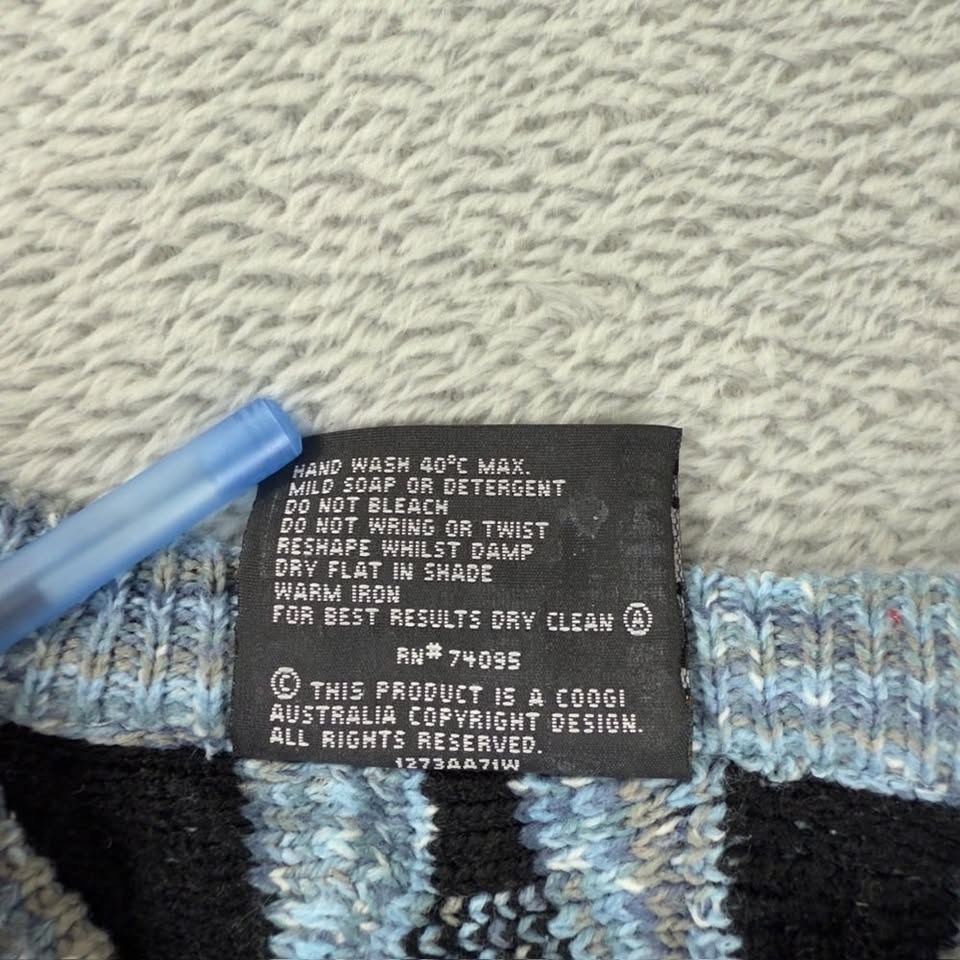 HAND WASH 40°C MAX.
MILD SOAP OR DETERGENT
DO NOT BLEACH
DO NOT WRING OR TWIST
RESHAPE WHILST DAMP
DRY FLAT IN SHADE
WARM IRON
FOR BEST RESULTS DRY CLEAN Ⓐ
RN# 74095
© THIS PRODUCT IS A COOGI
AUSTRALIA COPYRIGHT DESIGN.
ALL RIGHTS RESERVED.
1273AA71W